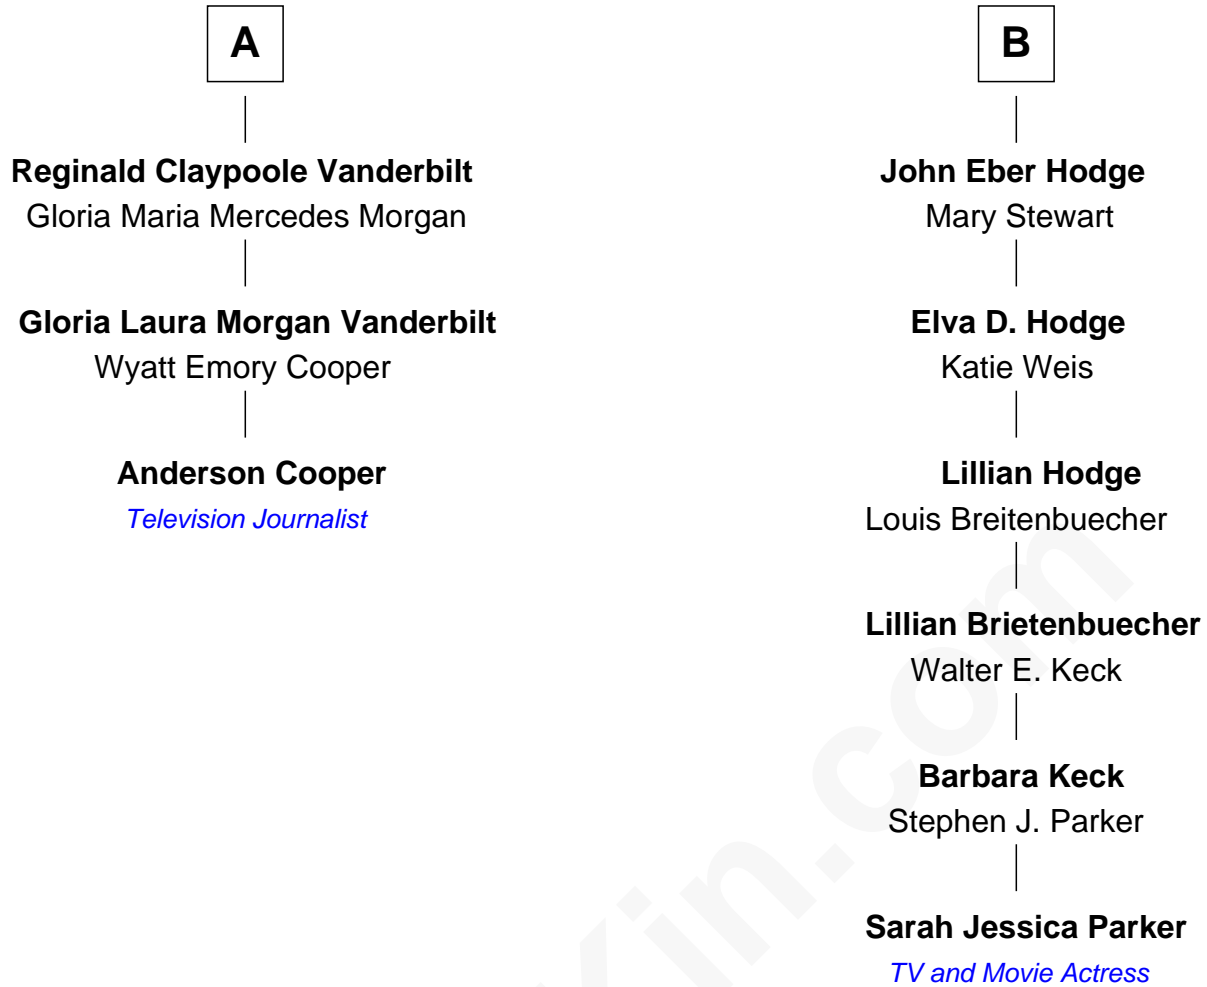 A
Reginald Claypoole Vanderbilt
Gloria Maria Mercedes Morgan
Gloria Laura Morgan Vanderbilt
Wyatt Emory Cooper
Anderson Cooper
Television Journalist
B
John Eber Hodge
Mary Stewart
Elva D. Hodge
Katie Weis
Lillian Hodge
Louis Breitenbuecher
Lillian Brietenbuecher
Walter E. Keck
Barbara Keck
Stephen J. Parker
Sarah Jessica Parker
TV and Movie Actress
Kin.com